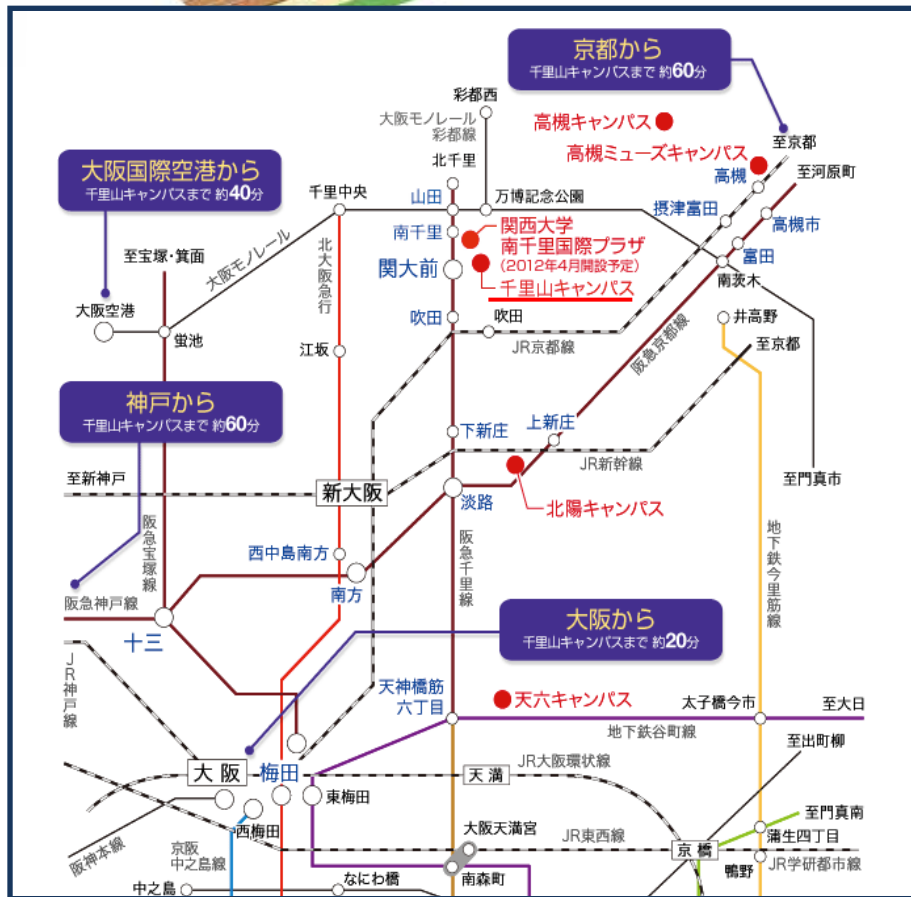 京都から
千里山キャンパスまで 約60分
彩都西
大阪モノレール
彩都線
高槻キャンパス
至京都
北千里
高槻ミューズキャンパス
大阪国際空港から
千里山キャンパスまで 約40分
高槻
至河原町
千里中央
山田
万博記念公園
摂津富田
高槻市
南千里
関西大学
南千里国際プラザ
(2012年4月開設予定)
富田
至宝塚・箕面
大阪モノレール
北大阪急行
関大前
千里山キャンパス
南茨木
大阪空港
蛍池
吹田
吹田
井高野
JR京都線
阪急京都線
至京都
江坂
神戸から
千里山キャンパスまで 約60分
下新庄
上新庄
JR新幹線
至新神戸
新大阪
至門真市
淡路
北陽キャンパス
阪急宝塚線
西中島南方
阪急千里線
地下鉄今里筋線
南方
阪急神戸線
大阪から
千里山キャンパスまで 約20分
十三
JR神戸線
天神橋筋
六丁目
天六キャンパス
太子橋今市
至大日
地下鉄谷町線
至出町柳
大阪
梅田
JR大阪環状線
天満
東梅田
西梅田
至門真南
大阪天満宮
JR東西線
蒲生四丁目
阪神本線
京阪
中之島線
京橋
鴫野
JR学研都市線
中之島
なにわ橋
南森町